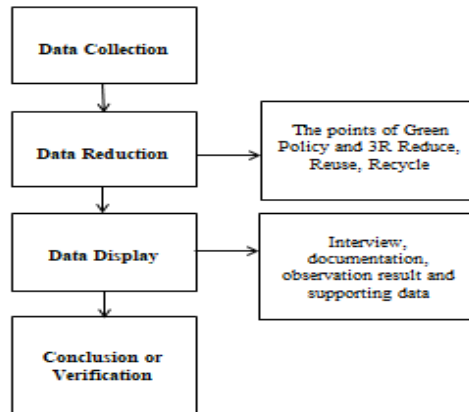 Data Collection
Data Reduction
The points of Green
Policy and 3R Reduce,
Reuse, Recycle
Data Display
Interview,
documentation,
observation result and
supporting data
Conclusion or
Verification